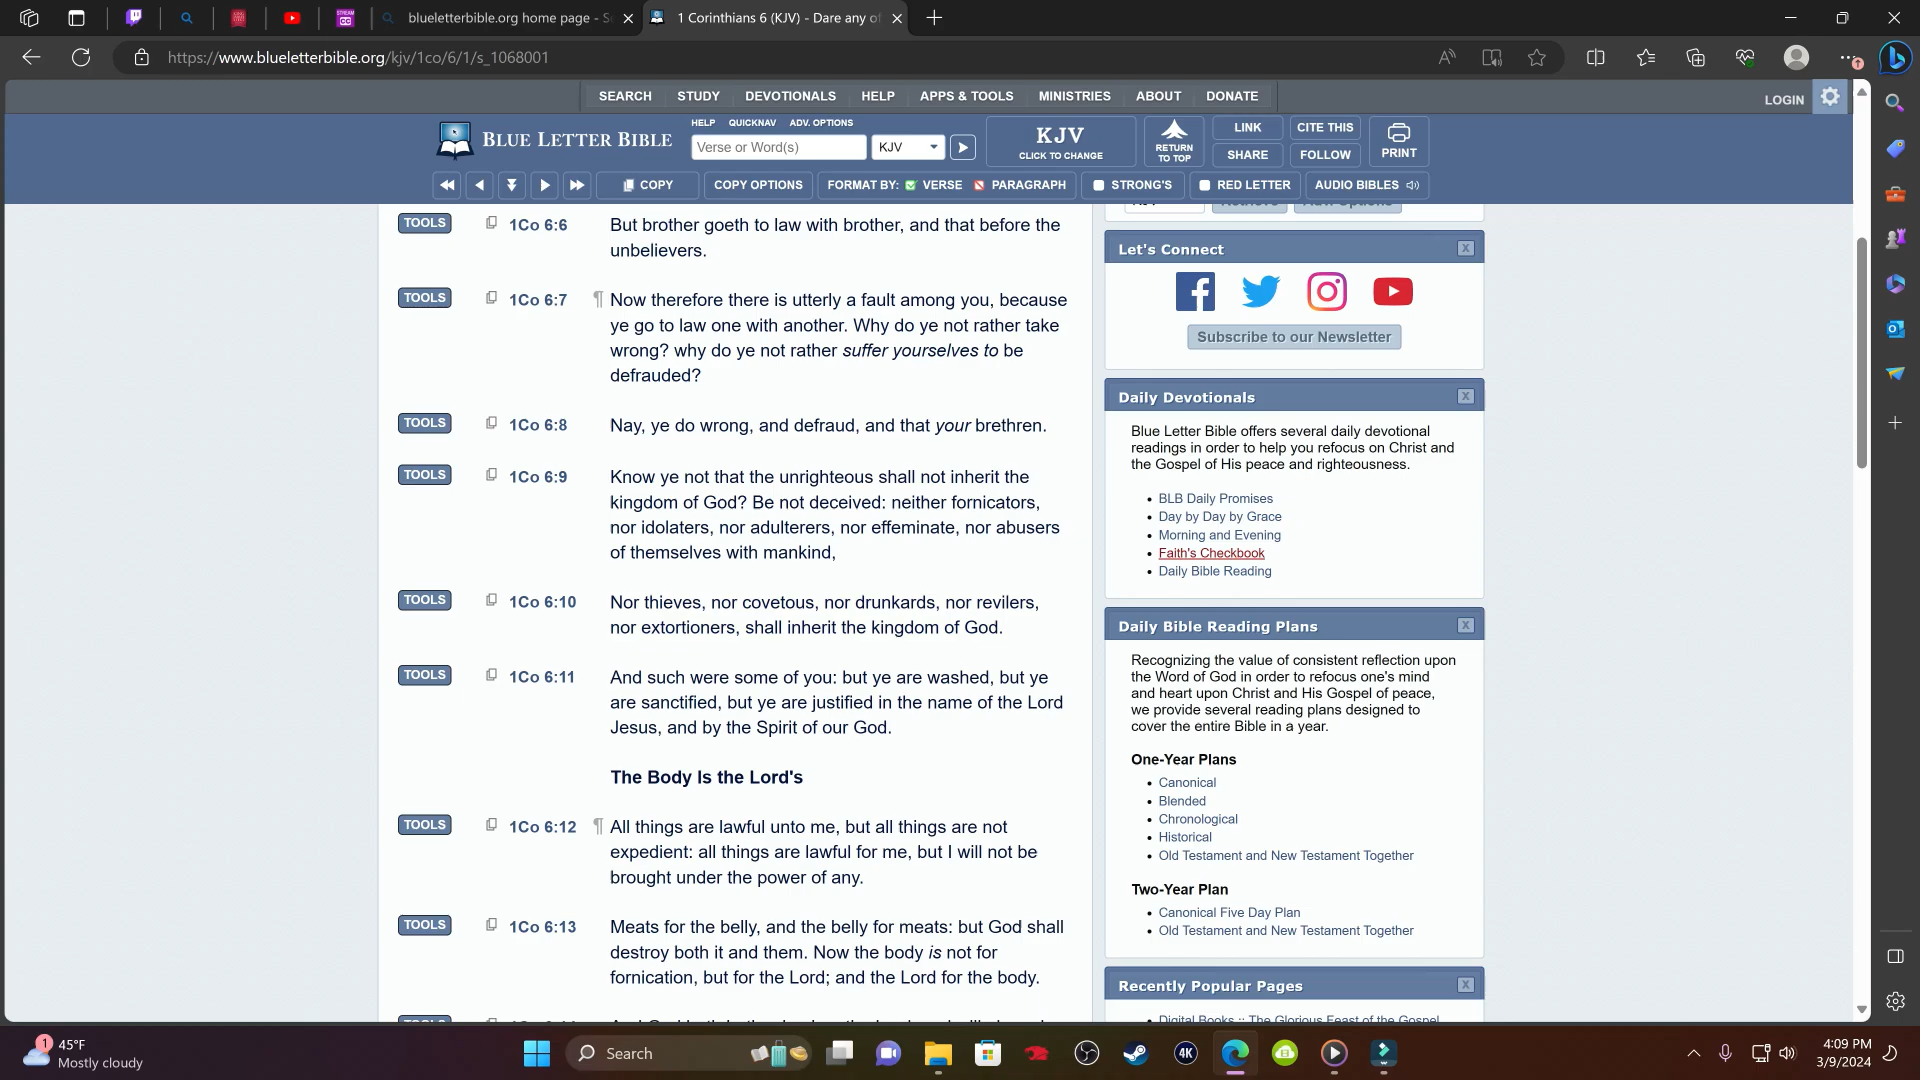 blueletterbible.org home page - S
1 Corinthians 6 (KJV) - Dare any of
https://www.blueletterbible.org/kjv/1co/6/1/s_1068001
SEARCH STUDY DEVOTIONALS HELP APPS & TOOLS MINISTRIES ABOUT DONATE
LOGIN
BLUE LETTER BIBLE
HELP QUICKNAV ADV. OPTIONS
Verse or Word(s)
KJV
KJV
CLICK TO CHANGE
RETURN
TO TOP
LINK
CITE THIS
SHARE
FOLLOW
PRINT
COPY
COPY OPTIONS
FORMAT BY: VERSE PARAGRAPH
STRONG'S
RED LETTER
AUDIO BIBLES
TOOLS 1Co 6:6 But brother goeth to law with brother, and that before the
unbelievers.
TOOLS 1Co 6:7 ¶ Now therefore there is utterly a fault among you, because
ye go to law one with another. Why do ye not rather take
wrong? why do ye not rather suffer yourselves to be
defrauded?
TOOLS 1Co 6:8 Nay, ye do wrong, and defraud, and that your brethren.
TOOLS 1Co 6:9 Know ye not that the unrighteous shall not inherit the
kingdom of God? Be not deceived: neither fornicators,
nor idolaters, nor adulterers, nor effeminate, nor abusers
of themselves with mankind,
TOOLS 1Co 6:10 Nor thieves, nor covetous, nor drunkards, nor revilers,
nor extortioners, shall inherit the kingdom of God.
TOOLS 1Co 6:11 And such were some of you: but ye are washed, but ye
are sanctified, but ye are justified in the name of the Lord
Jesus, and by the Spirit of our God.
The Body Is the Lord's
TOOLS 1Co 6:12 ¶ All things are lawful unto me, but all things are not
expedient: all things are lawful for me, but I will not be
brought under the power of any.
TOOLS 1Co 6:13 Meats for the belly, and the belly for meats: but God shall
destroy both it and them. Now the body is not for
fornication, but for the Lord; and the Lord for the body.
Let's Connect
Subscribe to our Newsletter
Daily Devotionals
Blue Letter Bible offers several daily devotional
readings in order to help you refocus on Christ and
the Gospel of His peace and righteousness.
• BLB Daily Promises
• Day by Day by Grace
• Morning and Evening
• Faith's Checkbook
• Daily Bible Reading
Daily Bible Reading Plans
Recognizing the value of consistent reflection upon
the Word of God in order to refocus one's mind
and heart upon Christ and His Gospel of peace,
we provide several reading plans designed to
cover the entire Bible in a year.
One-Year Plans
• Canonical
• Blended
• Chronological
• Historical
• Old Testament and New Testament Together
Two-Year Plan
• Canonical Five Day Plan
• Old Testament and New Testament Together
Recently Popular Pages
• Digital Books :: The Glorious Feast of the Gospel
1
45°F
Mostly cloudy
Search
4K
4:09 PM
3/9/2024